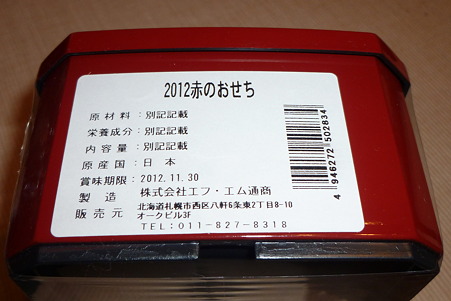 2012赤のおせち
原材料：別記記載
栄養成分：別記記載
内容量：別記記載
原産国：日本
賞味期限：2012.11.30
製造　株式会社エフ・エム通商
販売元　北海道札幌市西区八軒6条東2丁目8-10
オークビル3F
TEL:011-827-8318
4 946272 502834